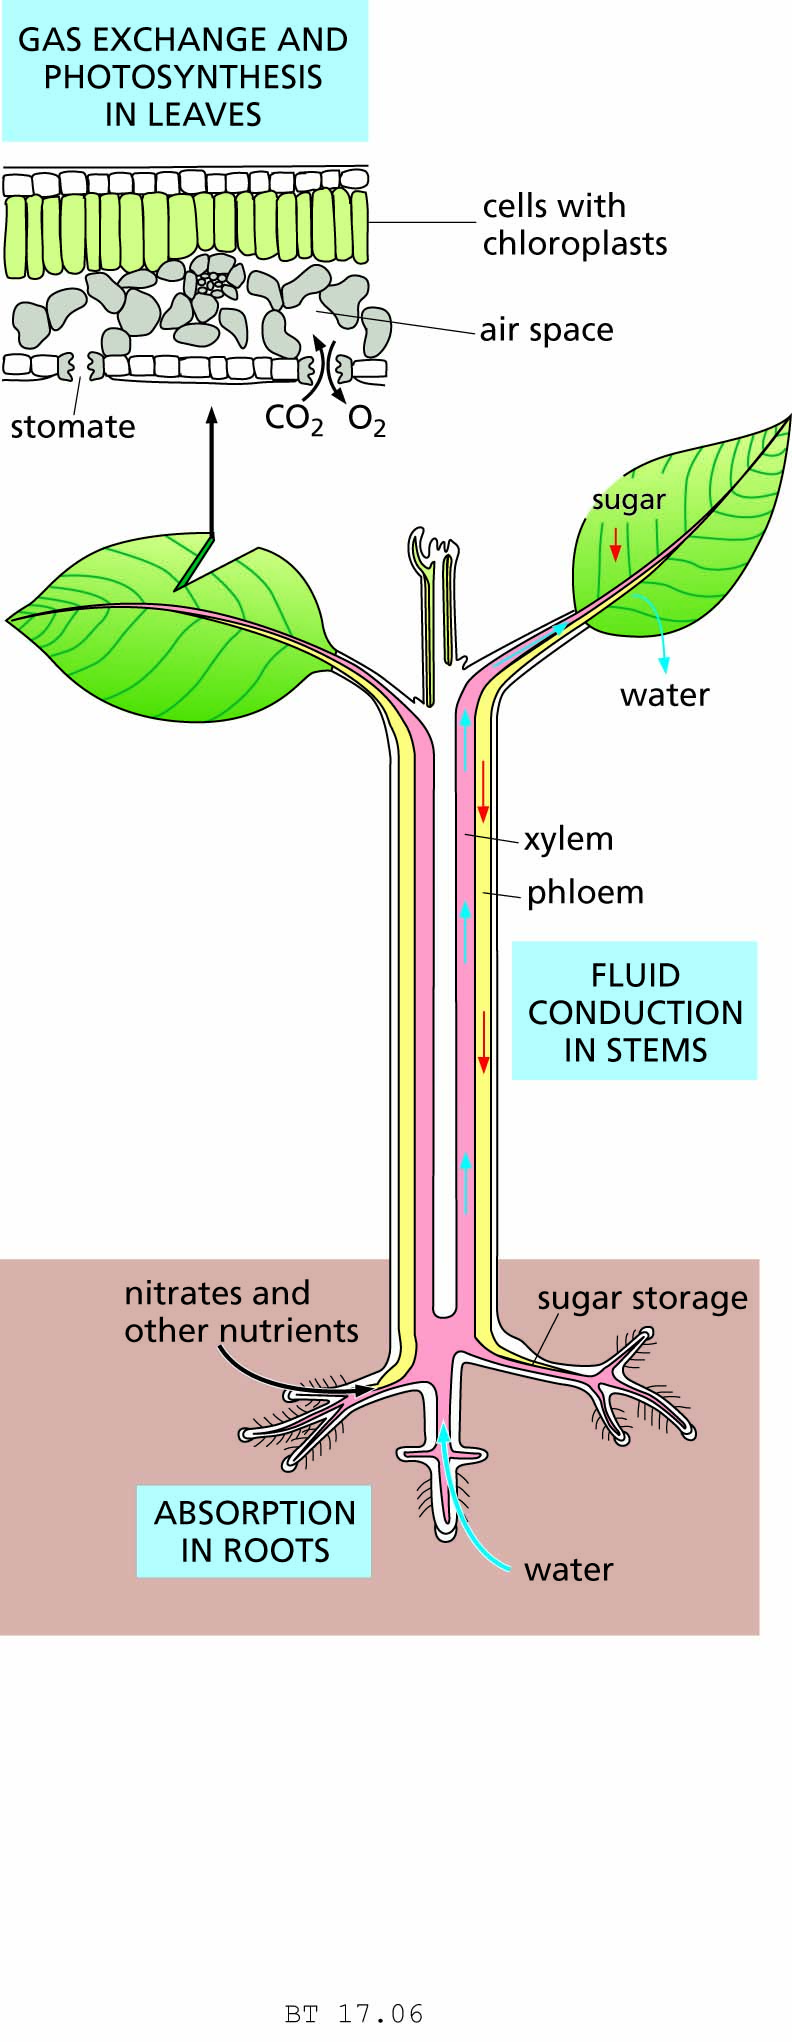 GAS EXCHANGE AND
PHOTOSYNTHESIS
IN LEAVES
cells with
chloroplasts
air space
stomate
CO₂
O₂
sugar
water
xylem
phloem
FLUID
CONDUCTION
IN STEMS
nitrates and
other nutrients
sugar storage
ABSORPTION
IN ROOTS
water
BT 17.06